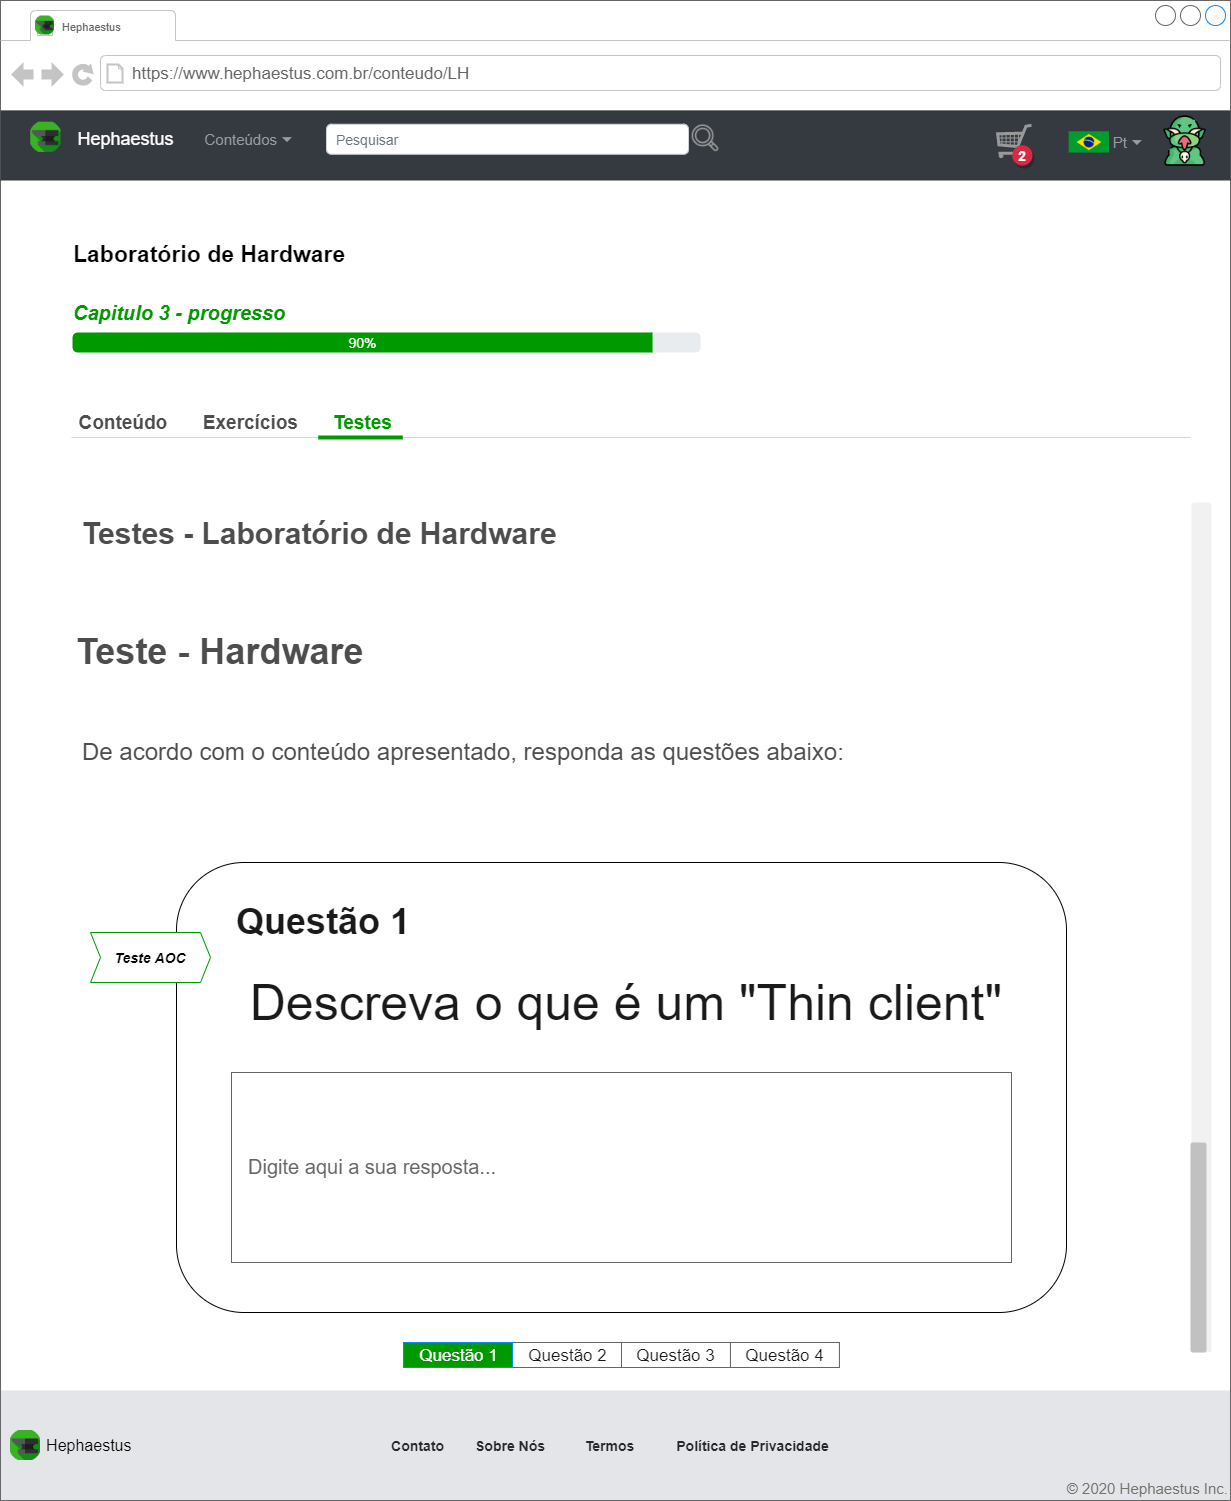 Hephaestus
https://www.hephaestus.com.br/conteudo/LH
Hephaestus Conteúdos Pesquisar 2 Pt
Laboratório de Hardware
Capitulo 3 - progresso
90%
Conteúdo Exercícios Testes
Testes - Laboratório de Hardware
Teste - Hardware
De acordo com o conteúdo apresentado, responda as questões abaixo:
Questão 1
Teste AOC
Descreva o que é um "Thin client"
Digite aqui a sua resposta...
Questão 1 Questão 2 Questão 3 Questão 4
Hephaestus Contato Sobre Nós Termos Política de Privacidade
© 2020 Hephaestus Inc.